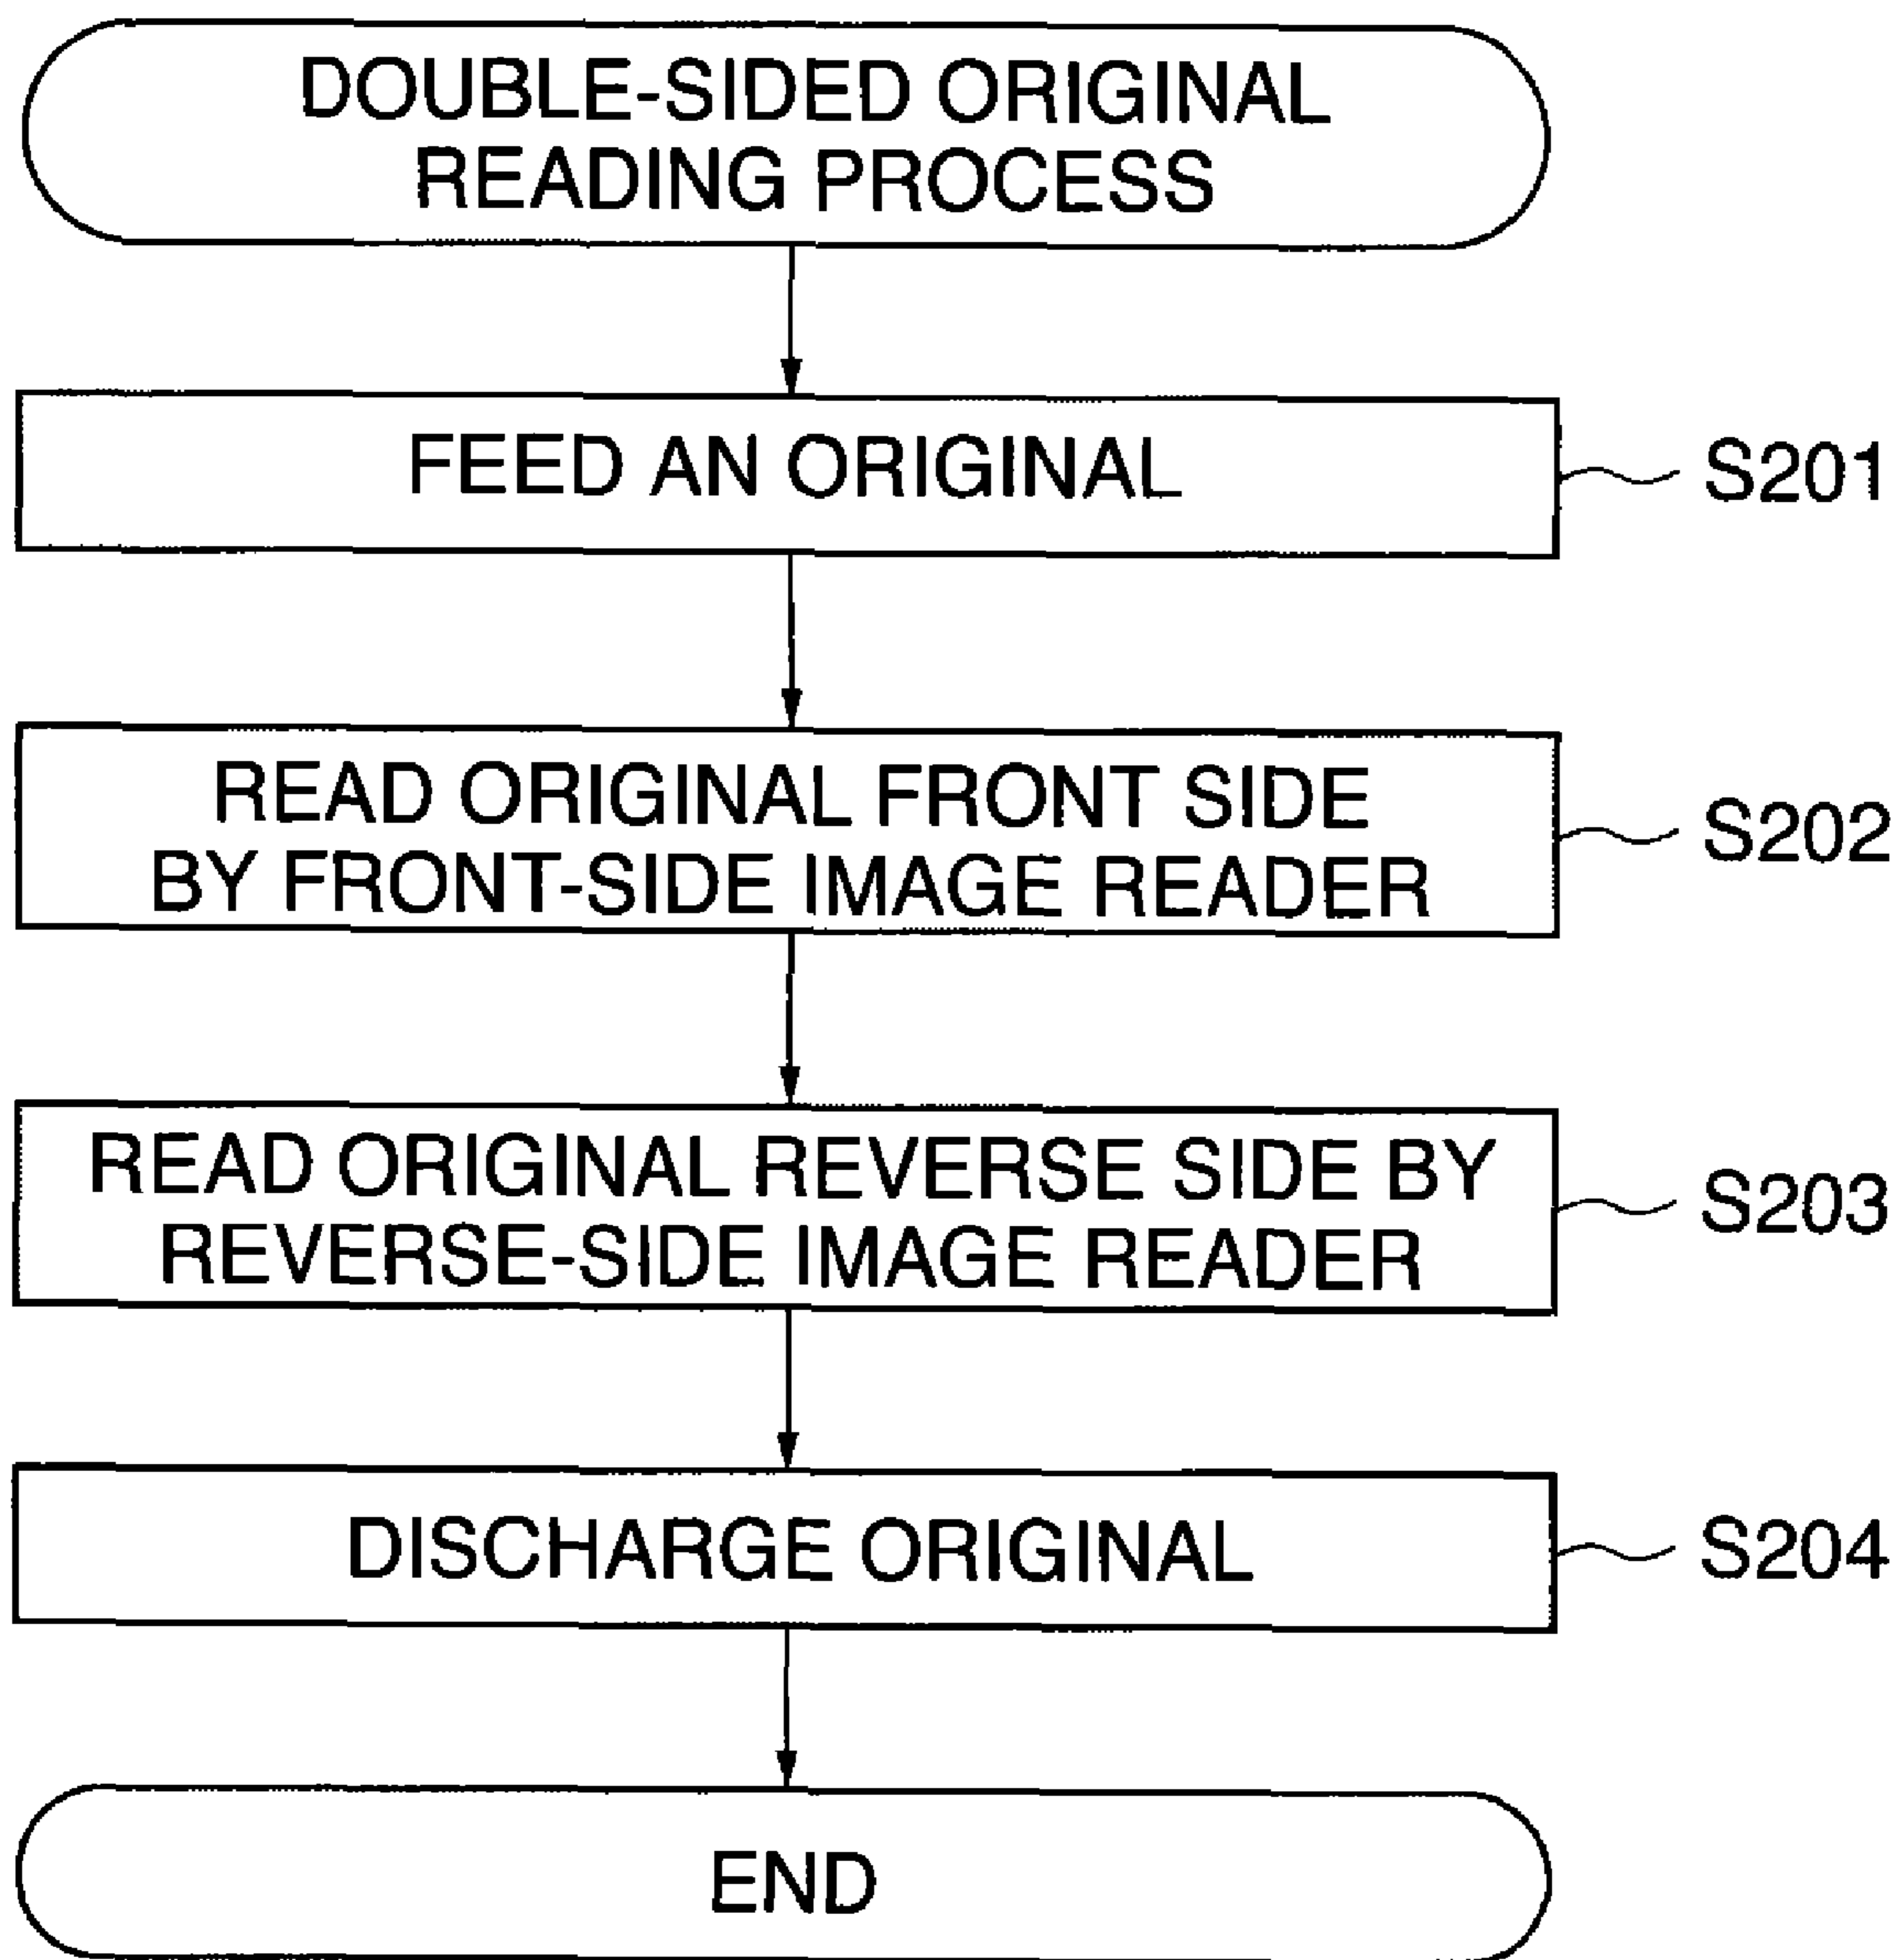 DOUBLE-SIDED ORIGINAL
READING PROCESS
FEED AN ORIGINAL
S201
READ ORIGINAL FRONT SIDE
BY FRONT-SIDE IMAGE READER
S202
READ ORIGINAL REVERSE SIDE BY
REVERSE-SIDE IMAGE READER
S203
DISCHARGE ORIGINAL
S204
END